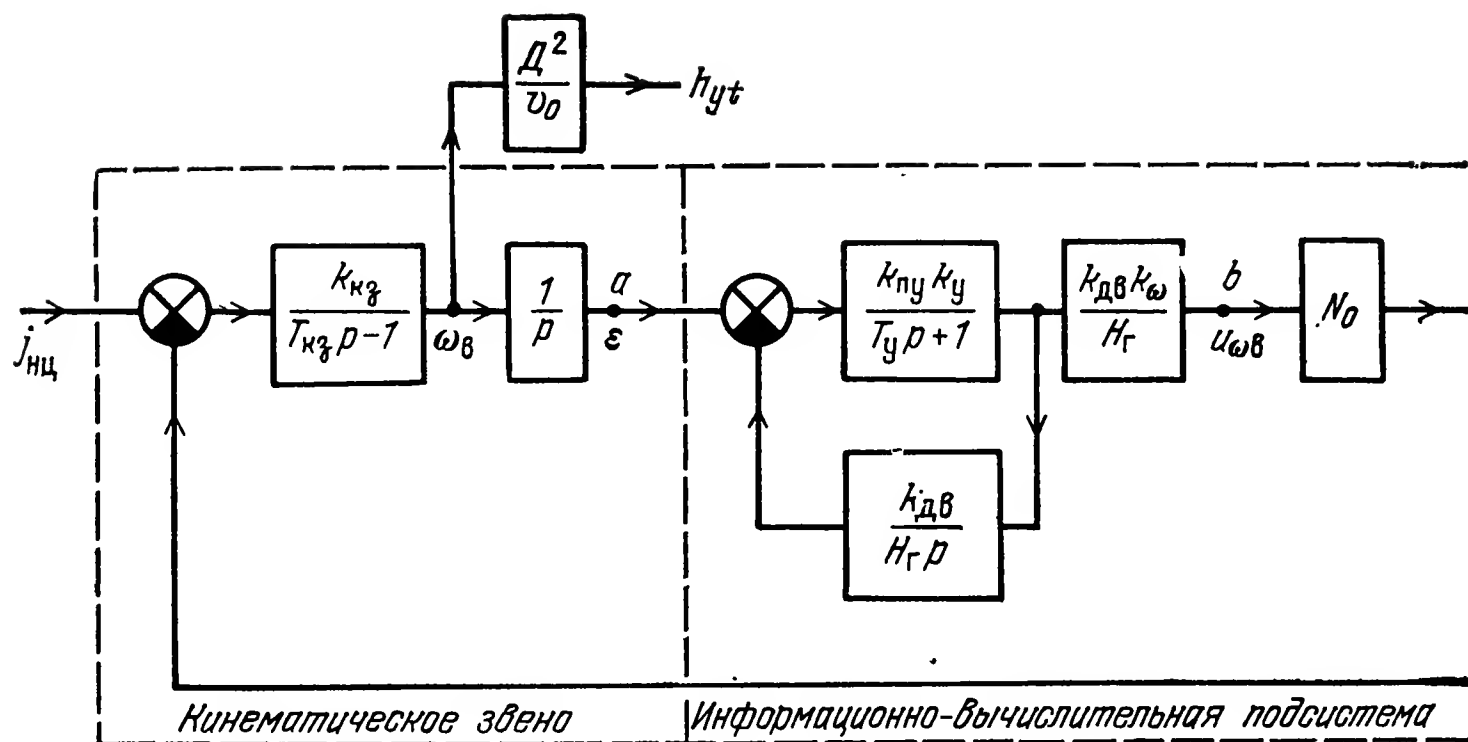 Д²
v₀
h_yt
k_кз
T_кз p − 1
1
p
a
k_пу k_у
T_у p + 1
k_дв k_ω
H_г
b
N₀
j_нц
ω_в
ε
u_ωв
k_дв
H_г p
Кинематическое звено
Информационно-вычислительная подсистема